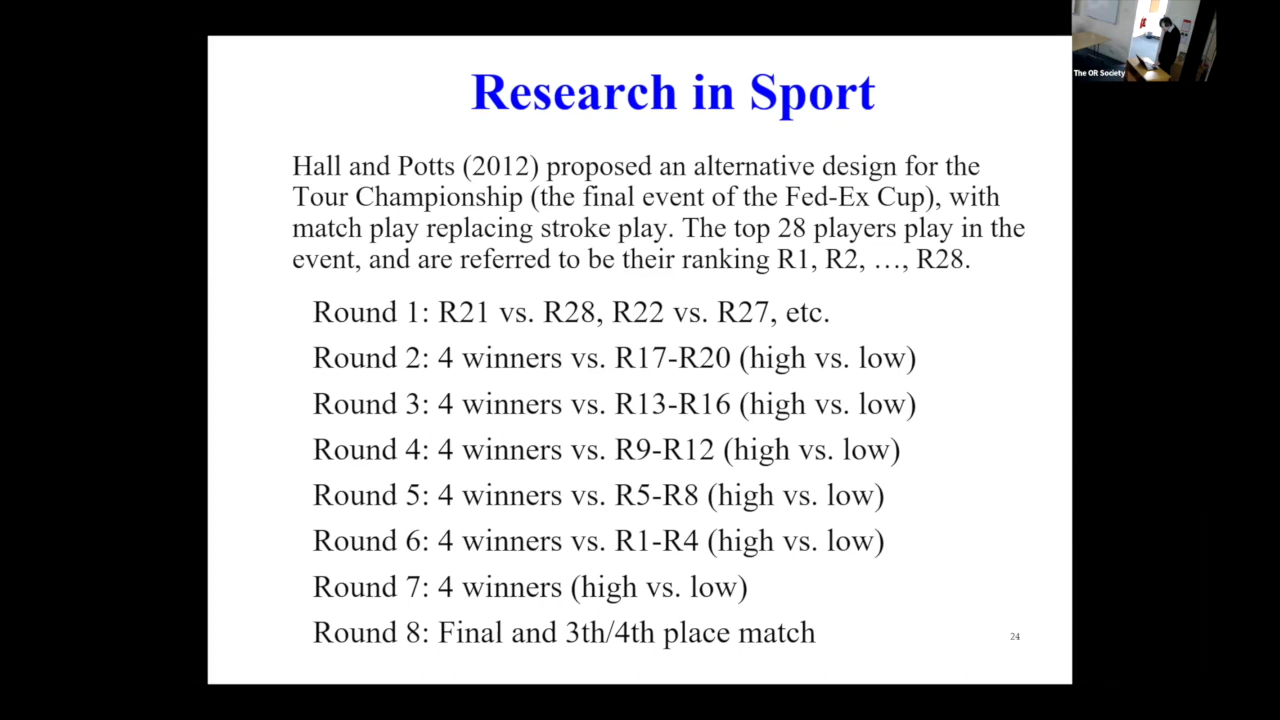 The OR Society
Research in Sport
Hall and Potts (2012) proposed an alternative design for the
Tour Championship (the final event of the Fed-Ex Cup), with
match play replacing stroke play. The top 28 players play in the
event, and are referred to be their ranking R1, R2, …, R28.
Round 1: R21 vs. R28, R22 vs. R27, etc.
Round 2: 4 winners vs. R17-R20 (high vs. low)
Round 3: 4 winners vs. R13-R16 (high vs. low)
Round 4: 4 winners vs. R9-R12 (high vs. low)
Round 5: 4 winners vs. R5-R8 (high vs. low)
Round 6: 4 winners vs. R1-R4 (high vs. low)
Round 7: 4 winners (high vs. low)
Round 8: Final and 3th/4th place match
24